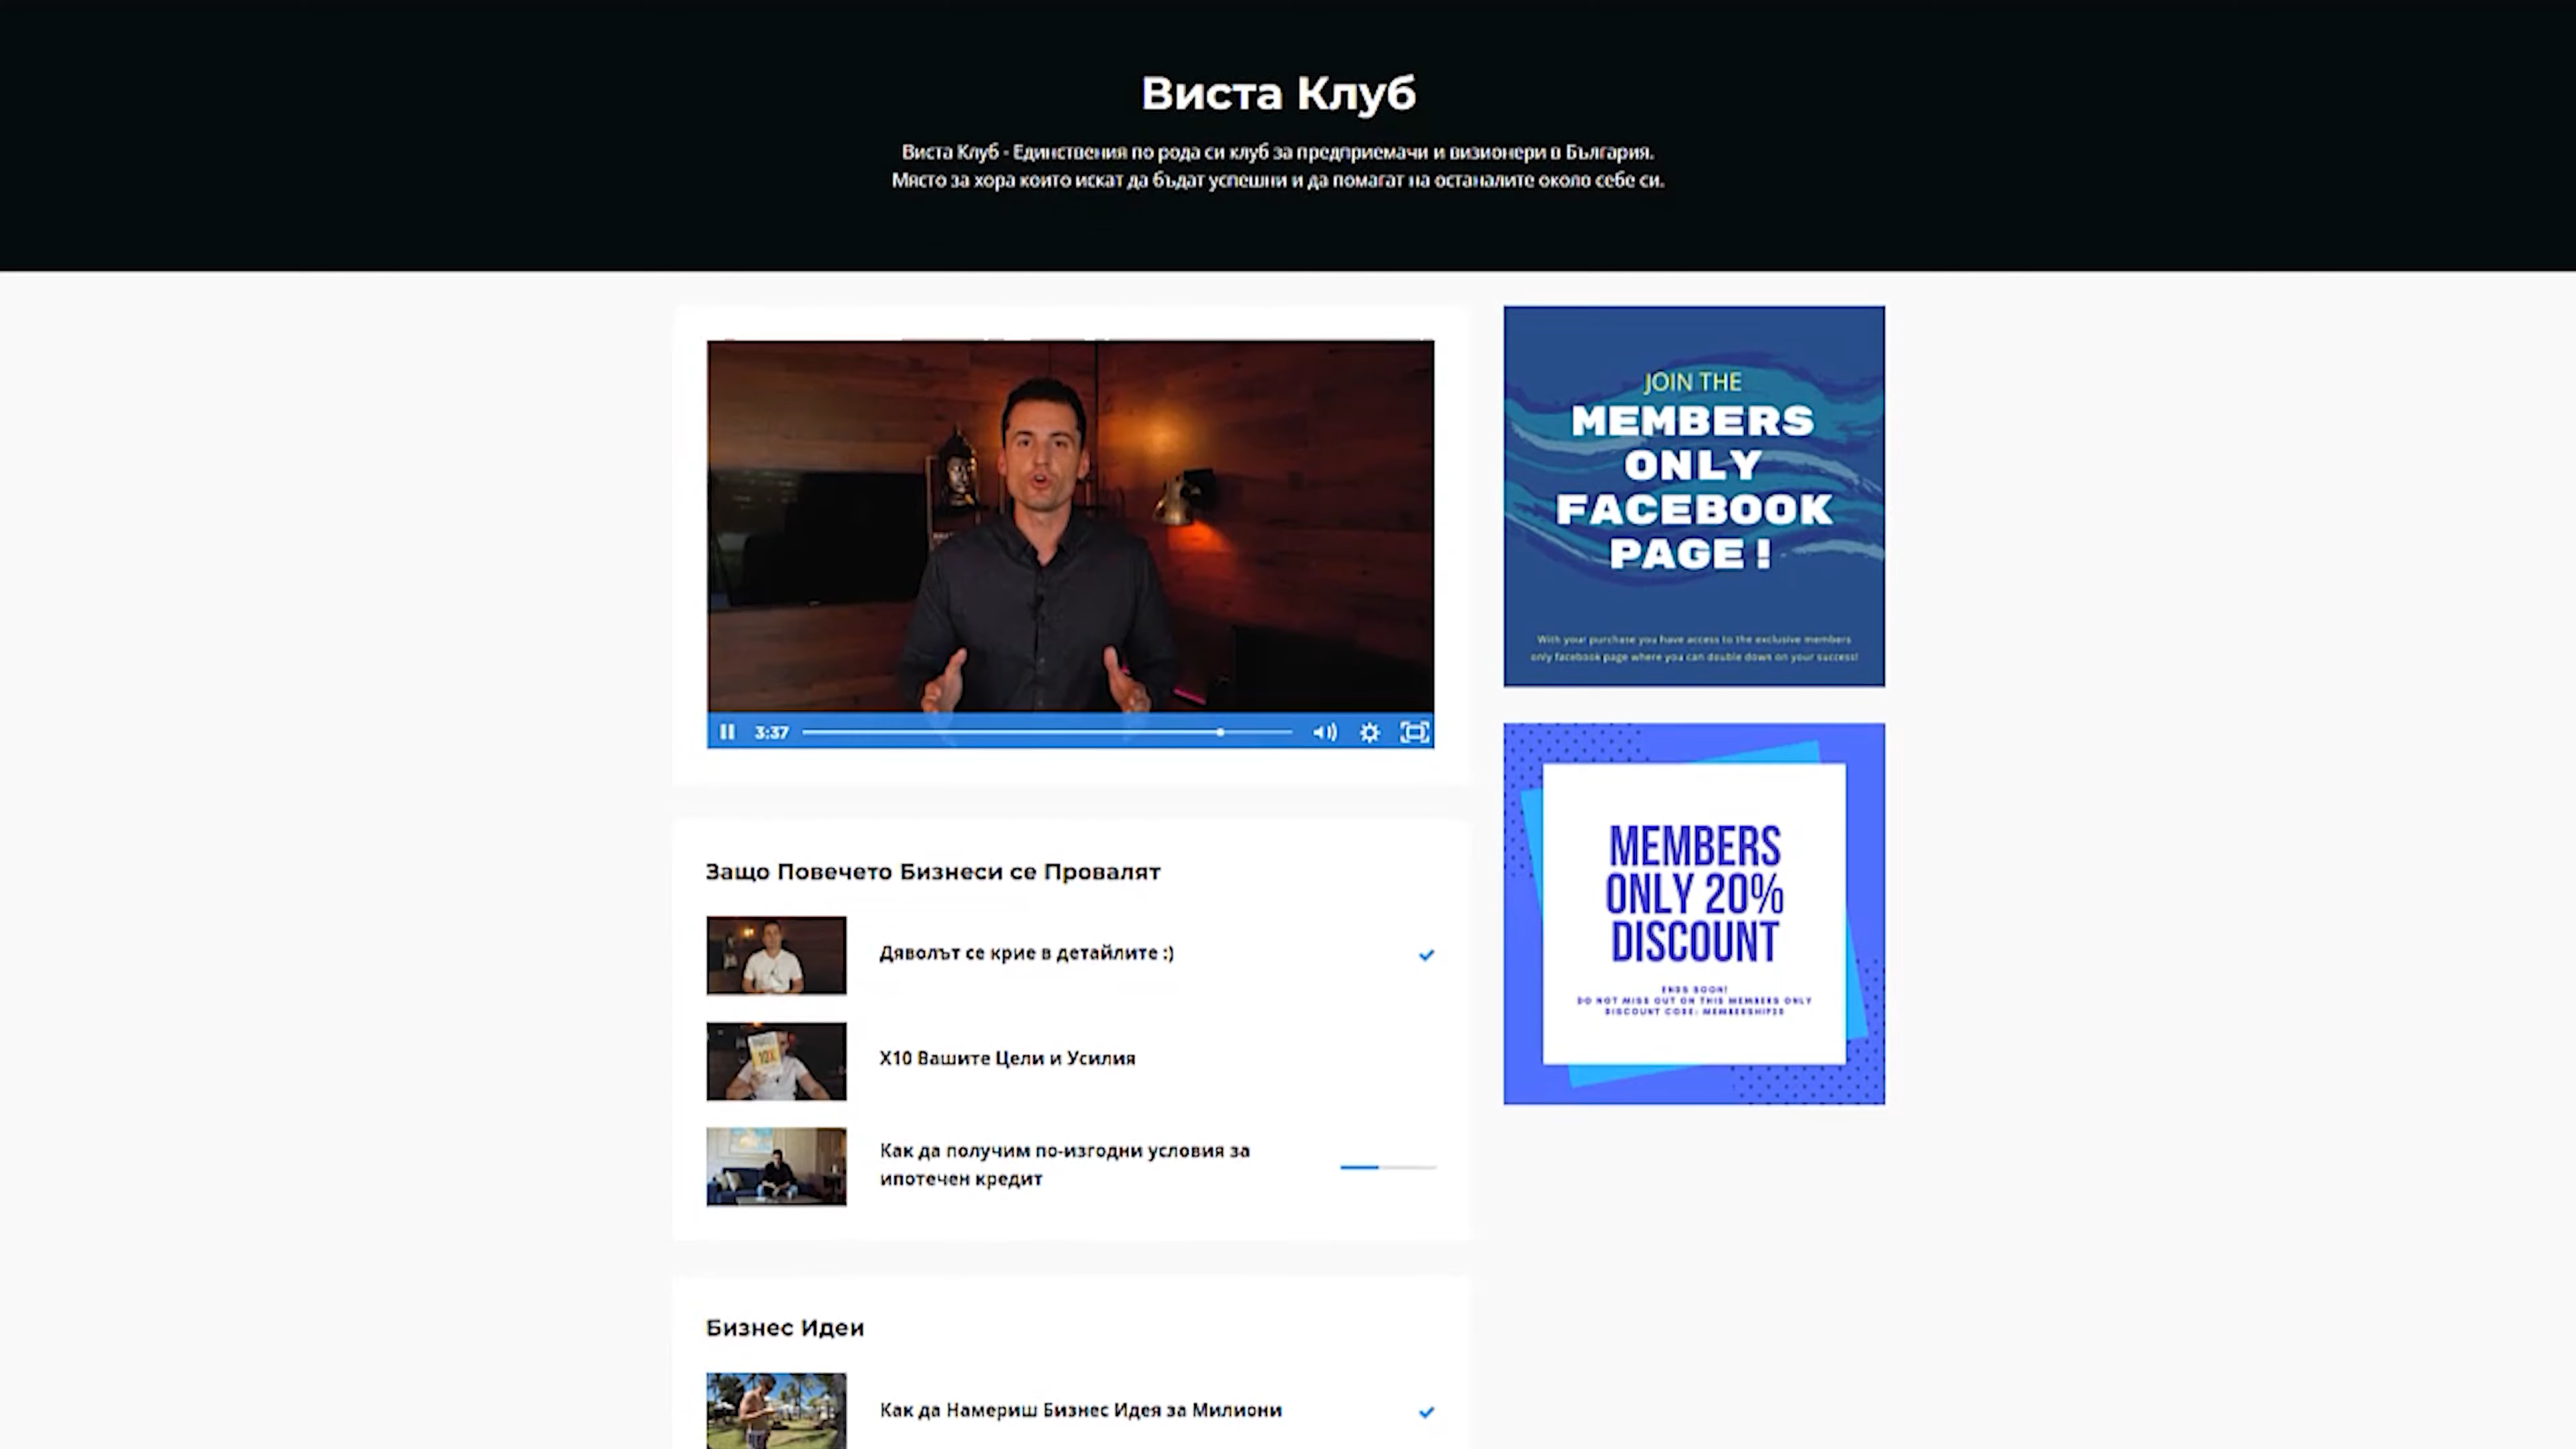 Виста Клуб
Виста Клуб - Единствения по рода си клуб за предприемачи и визионери в България.
Място за хора които искат да бъдат успешни и да помагат на останалите около себе си.
3:37
JOIN THE
MEMBERS
ONLY
FACEBOOK
PAGE !
With your purchase you have access to the exclusive members
only facebook page where you can double down on your success!
MEMBERS
ONLY 20%
DISCOUNT
ENDS SOON!
DO NOT MISS OUT ON THIS MEMBERS ONLY
DISCOUNT CODE: MEMBERSHIP20
Защо Повечето Бизнеси се Провалят
Дяволът се крие в детайлите :)
10X
X10 Вашите Цели и Усилия
Как да получим по-изгодни условия за
ипотечен кредит
Бизнес Идеи
Как да Намериш Бизнес Идея за Милиони